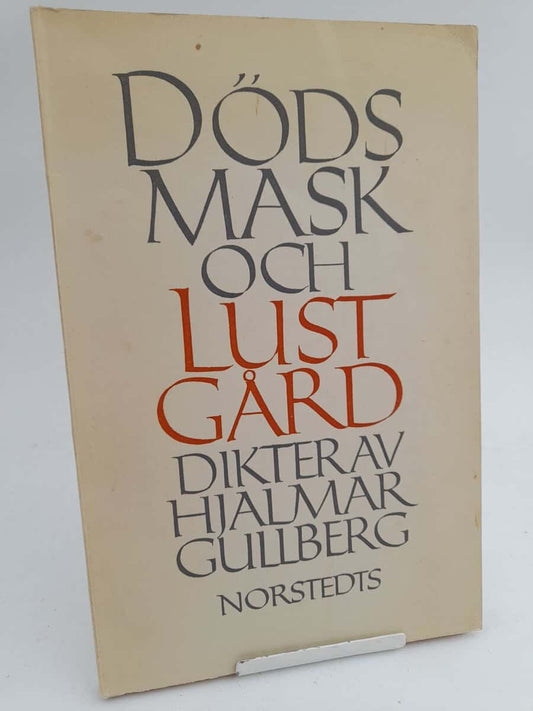 DÖDS
MASK
OCH
LUST
GÅRD
DIKTER AV
HJALMAR
GULLBERG
NORSTEDTS